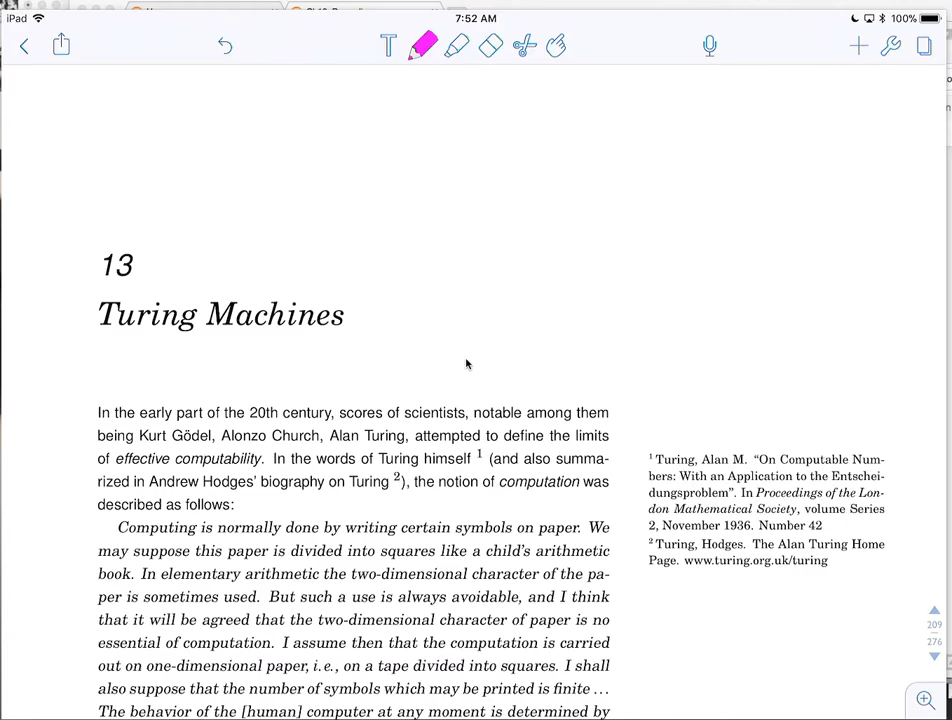 iPad
7:52 AM
100%
13
Turing Machines
In the early part of the 20th century, scores of scientists, notable among them
being Kurt Gödel, Alonzo Church, Alan Turing, attempted to define the limits
of effective computability. In the words of Turing himself 1 (and also summa-
rized in Andrew Hodges' biography on Turing 2), the notion of computation was
described as follows:
Computing is normally done by writing certain symbols on paper. We
may suppose this paper is divided into squares like a child's arithmetic
book. In elementary arithmetic the two-dimensional character of the pa-
per is sometimes used. But such a use is always avoidable, and I think
that it will be agreed that the two-dimensional character of paper is no
essential of computation. I assume then that the computation is carried
out on one-dimensional paper, i.e., on a tape divided into squares. I shall
also suppose that the number of symbols which may be printed is finite ...
The behavior of the [human] computer at any moment is determined by
1 Turing, Alan M. "On Computable Num-
bers: With an Application to the Entschei-
dungsproblem". In Proceedings of the Lon-
don Mathematical Society, volume Series
2, November 1936. Number 42
2 Turing, Hodges. The Alan Turing Home
Page. www.turing.org.uk/turing
209
276